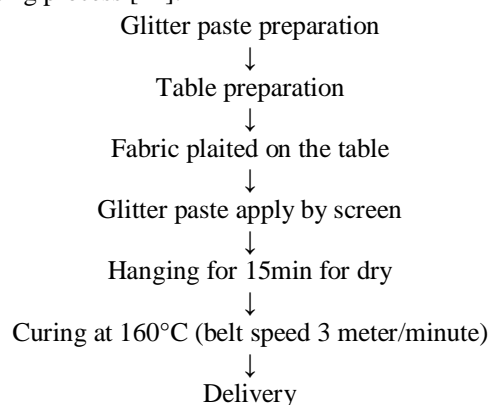 Glitter paste preparation
↓
Table preparation
↓
Fabric plaited on the table
↓
Glitter paste apply by screen
↓
Hanging for 15min for dry
↓
Curing at 160°C (belt speed 3 meter/minute)
↓
Delivery